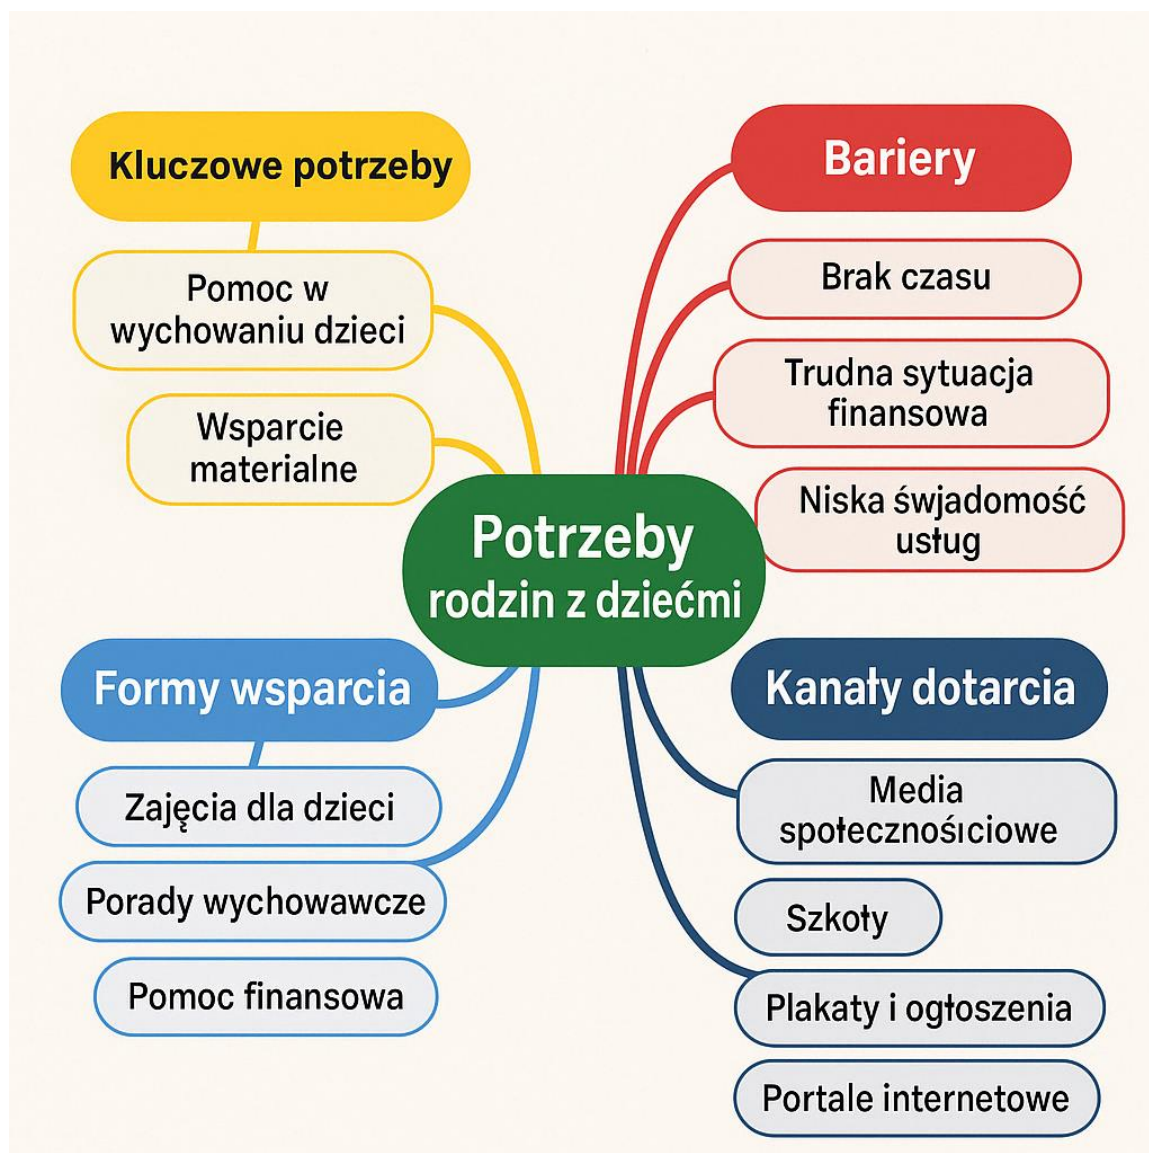 Kluczowe potrzeby
Pomoc w
wychowaniu dzieci
Wsparcie
materialne
Bariery
Brak czasu
Trudna sytuacja
finansowa
Niska śwjadomość
usług
Potrzeby
rodzin z dziećmi
Formy wsparcia
Zajęcia dla dzieci
Porady wychowawcze
Pomoc finansowa
Kanały dotarcia
Media
społecznośıciowe
Szkoły
Plakaty i ogłoszenia
Portale internetowe